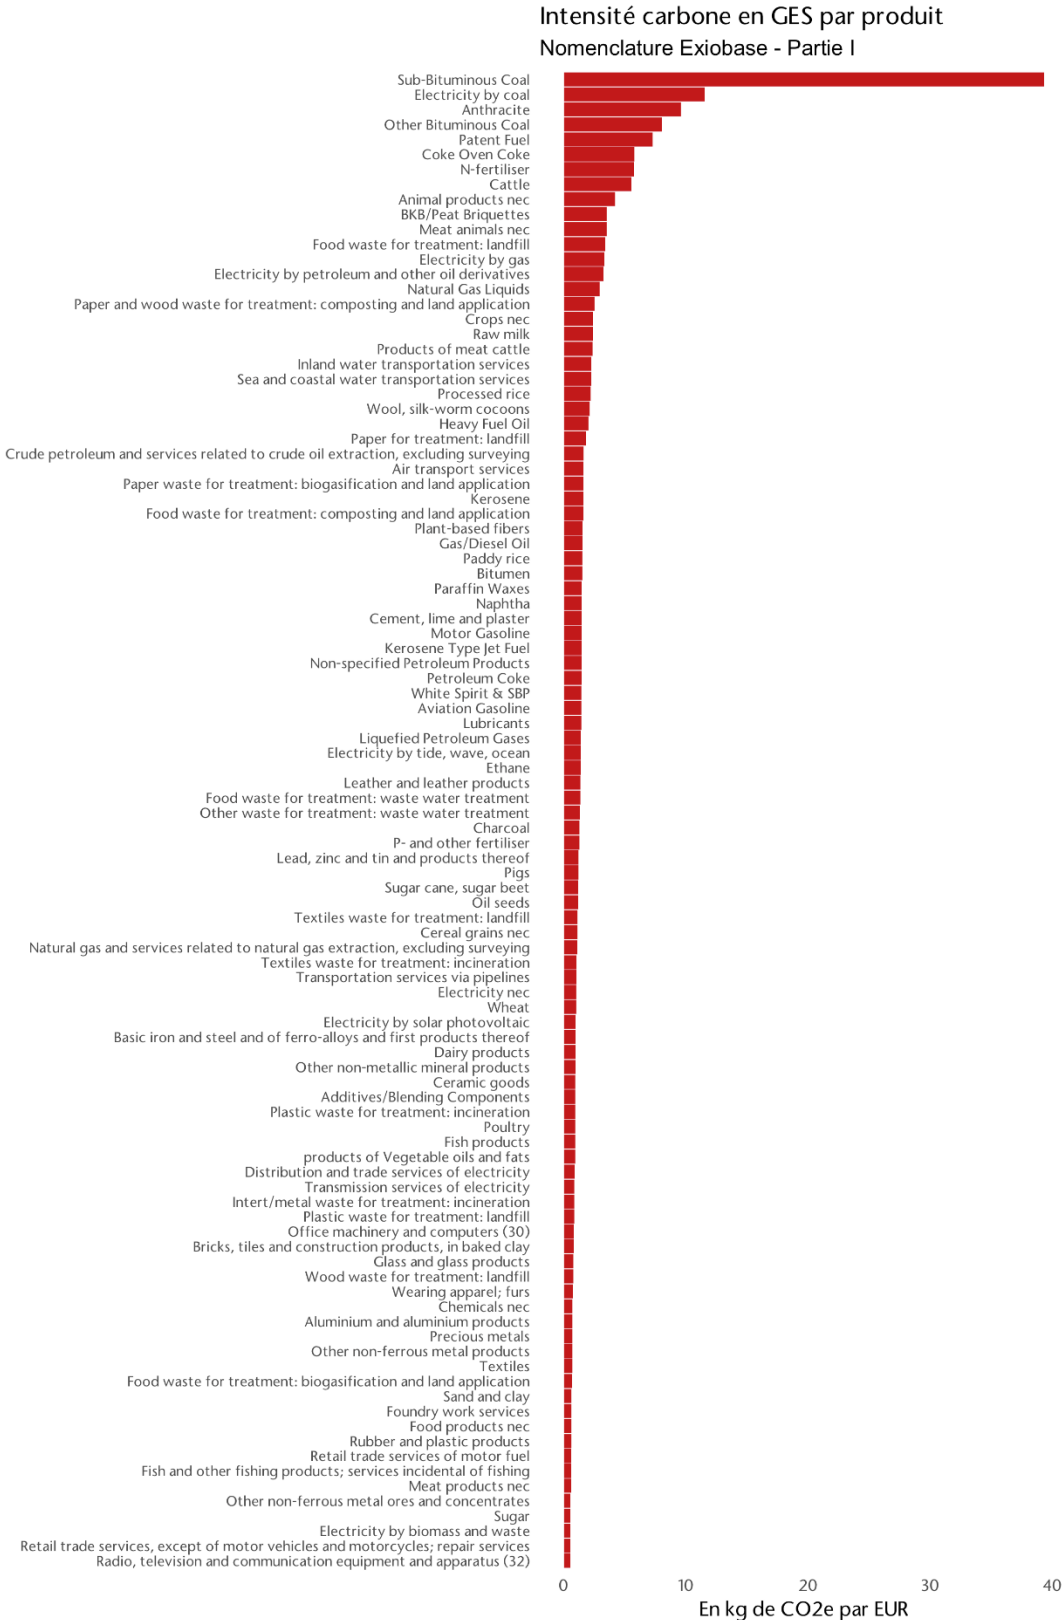 Intensité carbone en GES par produit
Nomenclature Exiobase - Partie I
Sub-Bituminous Coal
Electricity by coal
Anthracite
Other Bituminous Coal
Patent Fuel
Coke Oven Coke
N-fertiliser
Cattle
Animal products nec
BKB/Peat Briquettes
Meat animals nec
Food waste for treatment: landfill
Electricity by gas
Electricity by petroleum and other oil derivatives
Natural Gas Liquids
Paper and wood waste for treatment: composting and land application
Crops nec
Raw milk
Products of meat cattle
Inland water transportation services
Sea and coastal water transportation services
Processed rice
Wool, silk-worm cocoons
Heavy Fuel Oil
Paper for treatment: landfill
Crude petroleum and services related to crude oil extraction, excluding surveying
Air transport services
Paper waste for treatment: biogasification and land application
Kerosene
Food waste for treatment: composting and land application
Plant-based fibers
Gas/Diesel Oil
Paddy rice
Bitumen
Paraffin Waxes
Naphtha
Cement, lime and plaster
Motor Gasoline
Kerosene Type Jet Fuel
Non-specified Petroleum Products
Petroleum Coke
White Spirit & SBP
Aviation Gasoline
Lubricants
Liquefied Petroleum Gases
Electricity by tide, wave, ocean
Ethane
Leather and leather products
Food waste for treatment: waste water treatment
Other waste for treatment: waste water treatment
Charcoal
P- and other fertiliser
Lead, zinc and tin and products thereof
Pigs
Sugar cane, sugar beet
Oil seeds
Textiles waste for treatment: landfill
Cereal grains nec
Natural gas and services related to natural gas extraction, excluding surveying
Textiles waste for treatment: incineration
Transportation services via pipelines
Electricity nec
Wheat
Electricity by solar photovoltaic
Basic iron and steel and of ferro-alloys and first products thereof
Dairy products
Other non-metallic mineral products
Ceramic goods
Additives/Blending Components
Plastic waste for treatment: incineration
Poultry
Fish products
products of Vegetable oils and fats
Distribution and trade services of electricity
Transmission services of electricity
Intert/metal waste for treatment: incineration
Plastic waste for treatment: landfill
Office machinery and computers (30)
Bricks, tiles and construction products, in baked clay
Glass and glass products
Wood waste for treatment: landfill
Wearing apparel; furs
Chemicals nec
Aluminium and aluminium products
Precious metals
Other non-ferrous metal products
Textiles
Food waste for treatment: biogasification and land application
Sand and clay
Foundry work services
Food products nec
Rubber and plastic products
Retail trade services of motor fuel
Fish and other fishing products; services incidental of fishing
Meat products nec
Other non-ferrous metal ores and concentrates
Sugar
Electricity by biomass and waste
Retail trade services, except of motor vehicles and motorcycles; repair services
Radio, television and communication equipment and apparatus (32)
0 10 20 30 40
En kg de CO2e par EUR